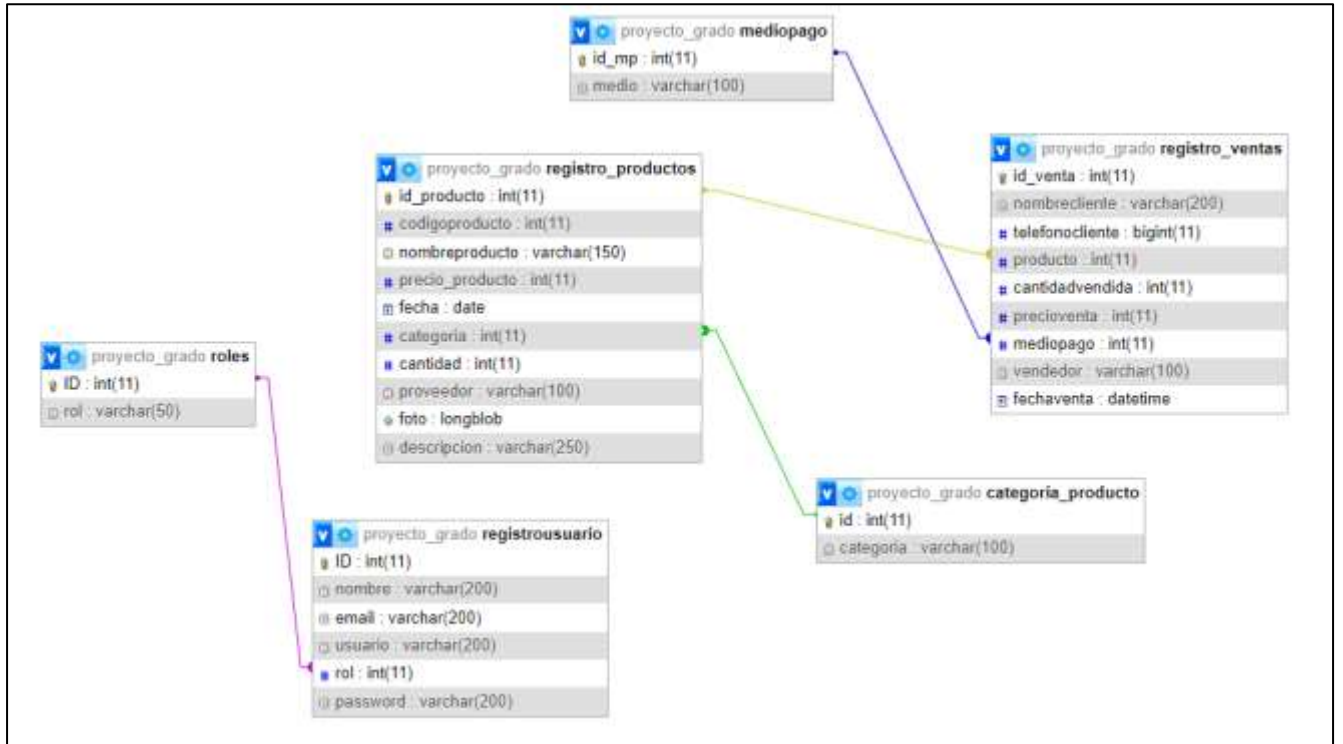 proyecto_grado mediopago
id_mp : int(11)
medio : varchar(100)
proyecto_grado registro_productos
id_producto : int(11)
codigoproducto : int(11)
nombreproducto : varchar(150)
precio_producto : int(11)
fecha : date
categoria : int(11)
cantidad : int(11)
proveedor : varchar(100)
foto : longblob
descripcion : varchar(250)
proyecto_grado registro_ventas
id_venta : int(11)
nombrecliente : varchar(200)
telefonocliente : bigint(11)
producto : int(11)
cantidadvendida : int(11)
precioventa : int(11)
mediopago : int(11)
vendedor : varchar(100)
fechaventa : datetime
proyecto_grado roles
ID : int(11)
rol : varchar(50)
proyecto_grado categoria_producto
id : int(11)
categoria : varchar(100)
proyecto_grado registrousuario
ID : int(11)
nombre : varchar(200)
email : varchar(200)
usuario : varchar(200)
rol : int(11)
password : varchar(200)